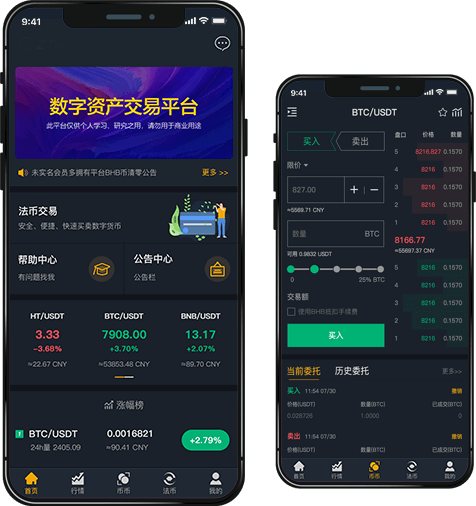 9:41
数字资产交易平台
此平台仅供个人学习、研究之用，请勿用于商业用途
未实名会员多拥有平台BHB币清零公告 更多 >>
法币交易
安全、便捷、快速买卖数字货币
帮助中心 公告中心
有问题找我 公告栏
HT/USDT BTC/USDT BNB/USDT
3.33 7908.00 13.17
-3.68% +3.70% +2.07%
≈22.67 CNY ≈53853.48 CNY ≈89.70 CNY
涨幅榜
1 BTC/USDT 0.0016821 +2.79%
24h量 2405.09 ≈90.41 CNY
首页 行情 币币 法币 我的
9:41
BTC/USDT
买入 卖出 盘口 价格 数量
限价 5 8216.827 0.1570
4 8216 0.1570
827.00 + | - 3 8216 0.1570
2 8216 0.1570
≈5569.71 CNY 1 8216 0.1570
数量 BTC 8166.77
≈55697.37 CNY
可用 0.9832 USDT
5 8216 0.1570
0 25% BTC 4 8216 0.1570
交易额 3 8216 0.1570
使用BHB抵扣手续费 2 8216 0.1570
买入 1 8216 0.1570
当前委托 历史委托 更多>>
买入 11:54 07/30 撤销
价格(USDT) 数量(BTC) 已成交(BTC)
0.026726 1.0000 0
卖出 11:54 07/30 撤销
价格(USDT) 数量(BTC) 已成交(BTC)
首页 行情 币币 法币 我的